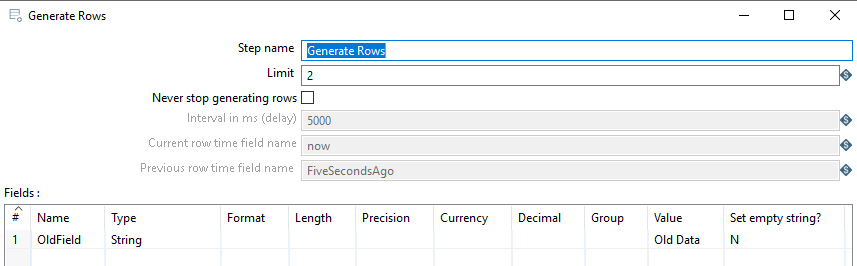 Generate Rows
Step name Generate Rows
Limit 2
Never stop generating rows
Interval in ms (delay) 5000
Current row time field name now
Previous row time field name FiveSecondsAgo
Fields :
# Name Type Format Length Precision Currency Decimal Group Value Set empty string?
1 OldField String Old Data N